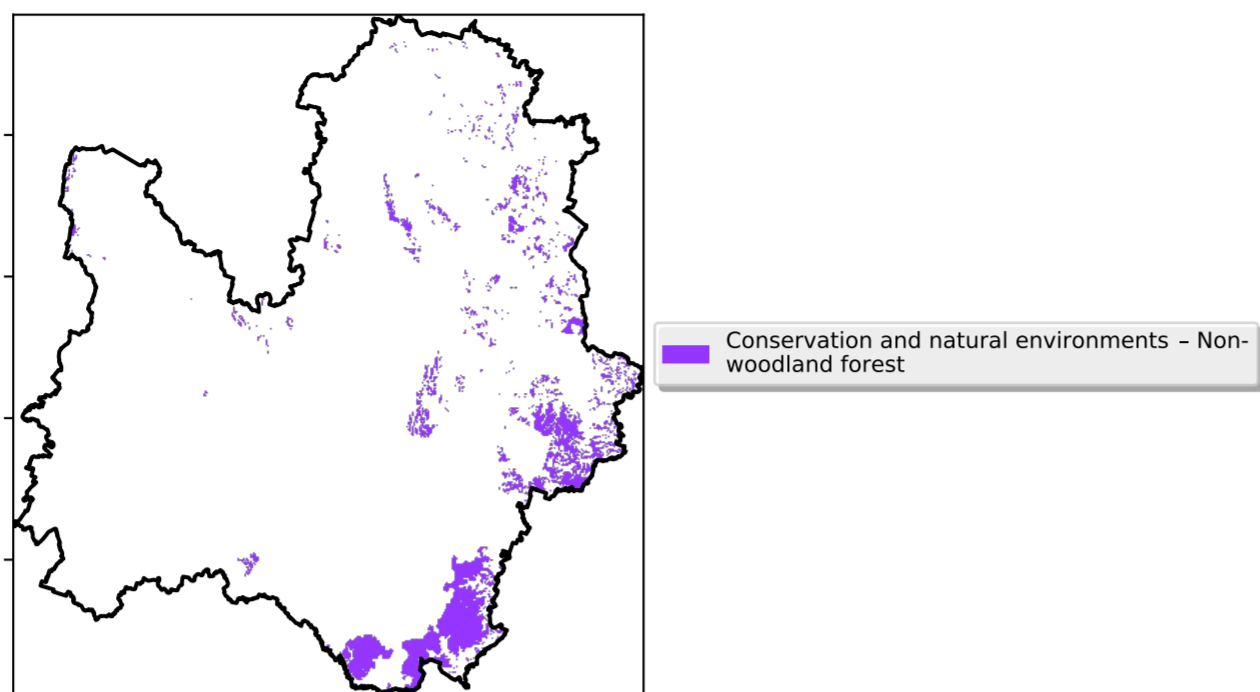 Conservation and natural environments – Non-
woodland forest